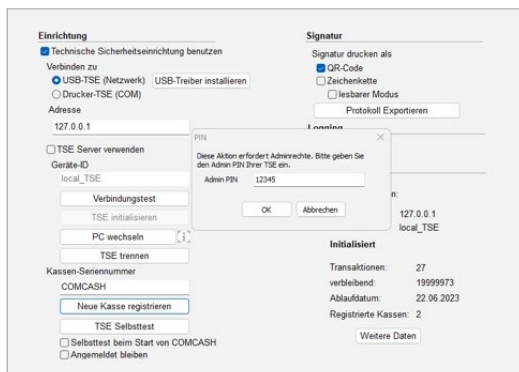 Einrichtung
Technische Sicherheitseinrichtung benutzen
Verbinden zu
USB-TSE (Netzwerk)
USB-Treiber installieren
Drucker-TSE (COM)
Adresse
127.0.0.1
TSE Server verwenden
Geräte-ID
local_TSE
Verbindungstest
TSE initialisieren
PC wechseln
[i]
TSE trennen
Kassen-Seriennummer
COMCASH
Neue Kasse registrieren
TSE Selbsttest
Selbsttest beim Start von COMCASH
Angemeldet bleiben
PIN
Diese Aktion erfordert Adminrechte. Bitte geben Sie
den Admin PIN Ihrer TSE ein.
Admin PIN
12345
OK
Abbrechen
Signatur
Signatur drucken als
QR-Code
Zeichenkette
lesbarer Modus
Protokoll Exportieren
Logging
n:
127.0.0.1
local_TSE
Initialisiert
Transaktionen: 27
verbleibend: 19999973
Ablaufdatum: 22.06.2023
Registrierte Kassen: 2
Weitere Daten